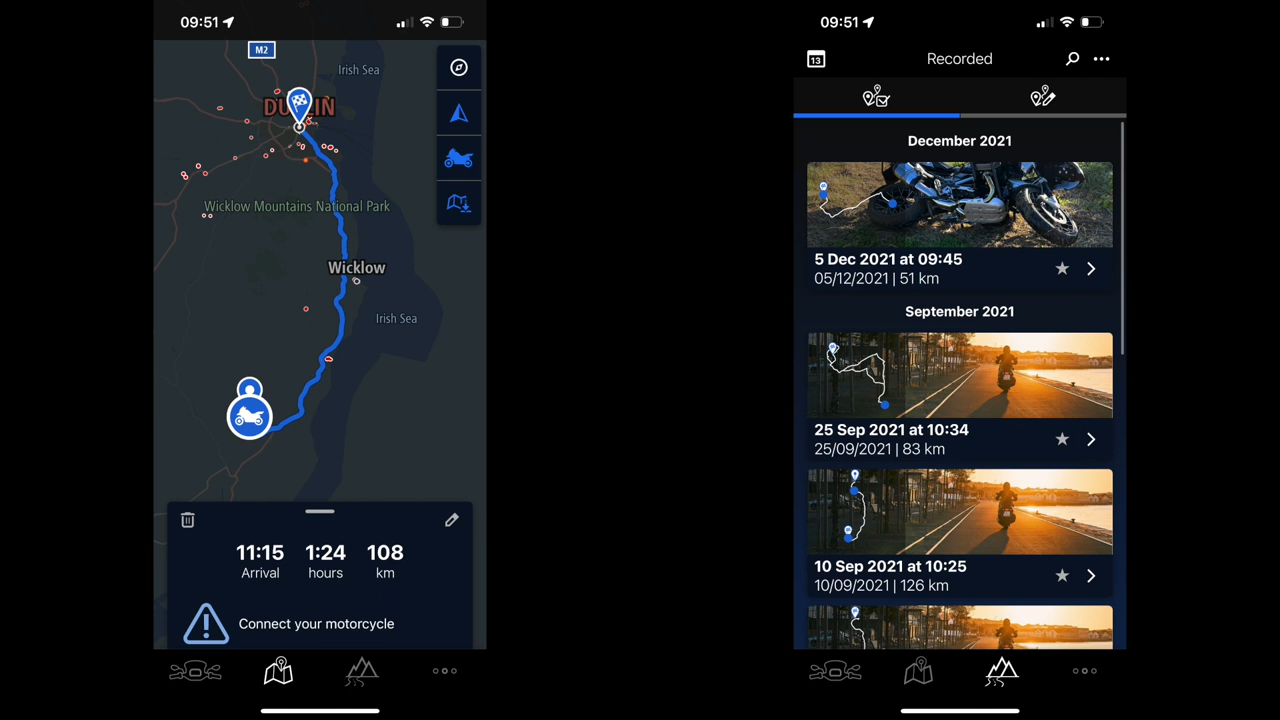 09:51
M2
Irish Sea
Wicklow Mountains National Park
Wicklow
Irish Sea
11:15 1:24 108
Arrival hours km
Connect your motorcycle
09:51
13
Recorded
December 2021
5 Dec 2021 at 09:45
05/12/2021 | 51 km
September 2021
25 Sep 2021 at 10:34
25/09/2021 | 83 km
10 Sep 2021 at 10:25
10/09/2021 | 126 km